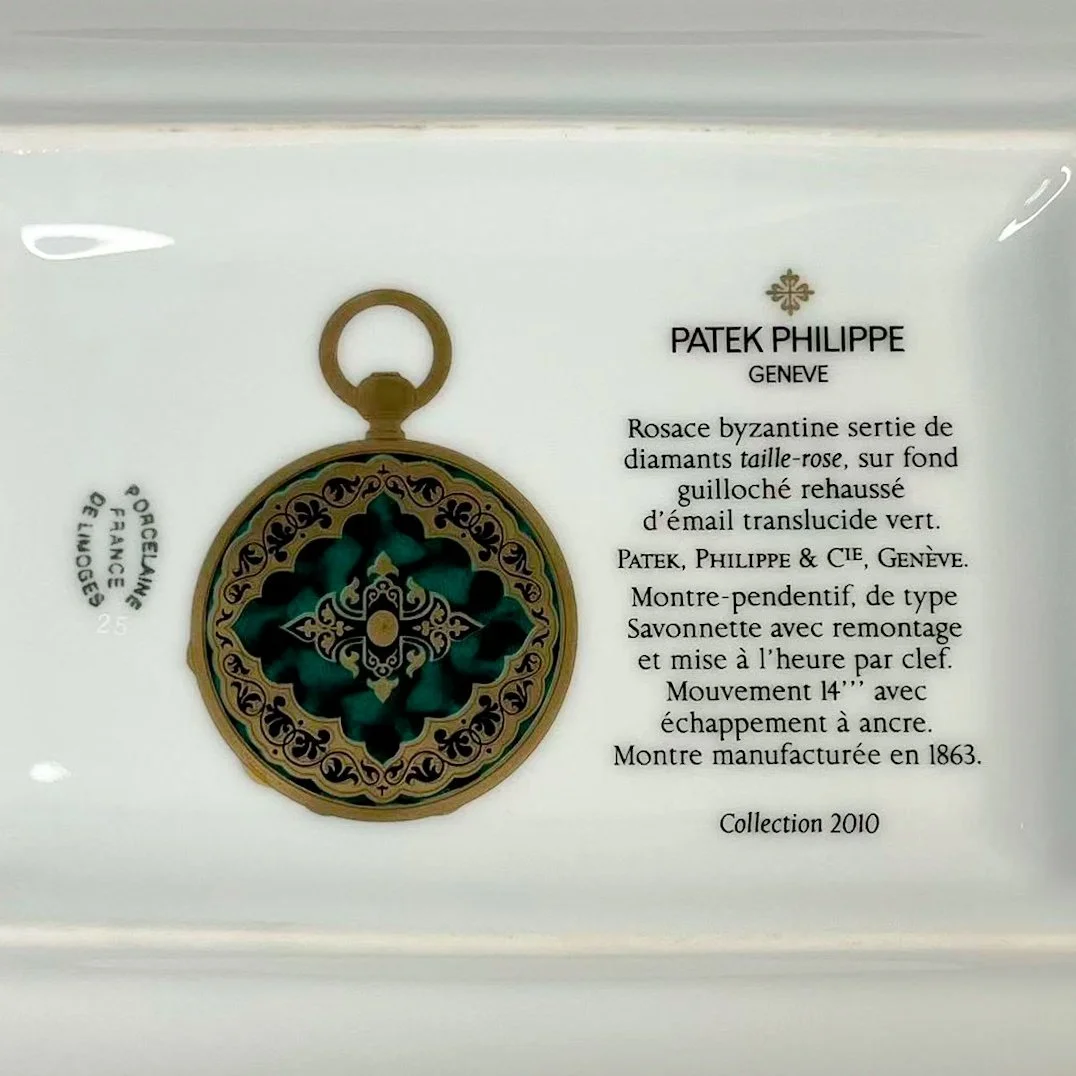 PATEK PHILIPPE
GENEVE
Rosace byzantine sertie de
diamants taille-rose, sur fond
guilloché rehaussé
d'émail translucide vert.
PATEK, PHILIPPE & CIE, GENÈVE.
Montre-pendentif, de type
Savonnette avec remontage
et mise à l'heure par clef.
Mouvement 14''' avec
échappement à ancre.
Montre manufacturée en 1863.
Collection 2010
PORCELAINE
FRANCE
DE LIMOGES
25